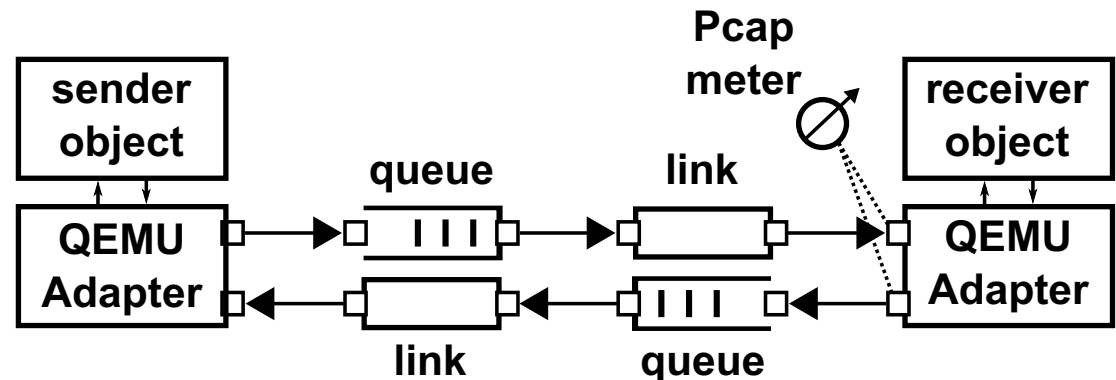 Pcap
meter
sender
object
receiver
object
queue
link
QEMU
Adapter
QEMU
Adapter
link
queue